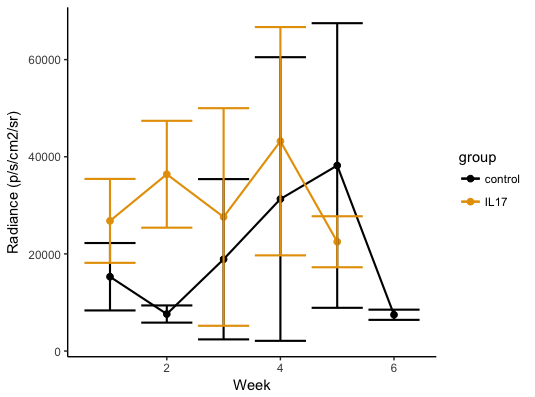 Radiance (p/s/cm2/sr)
60000
40000
20000
0
2
4
6
Week
group
control
IL17